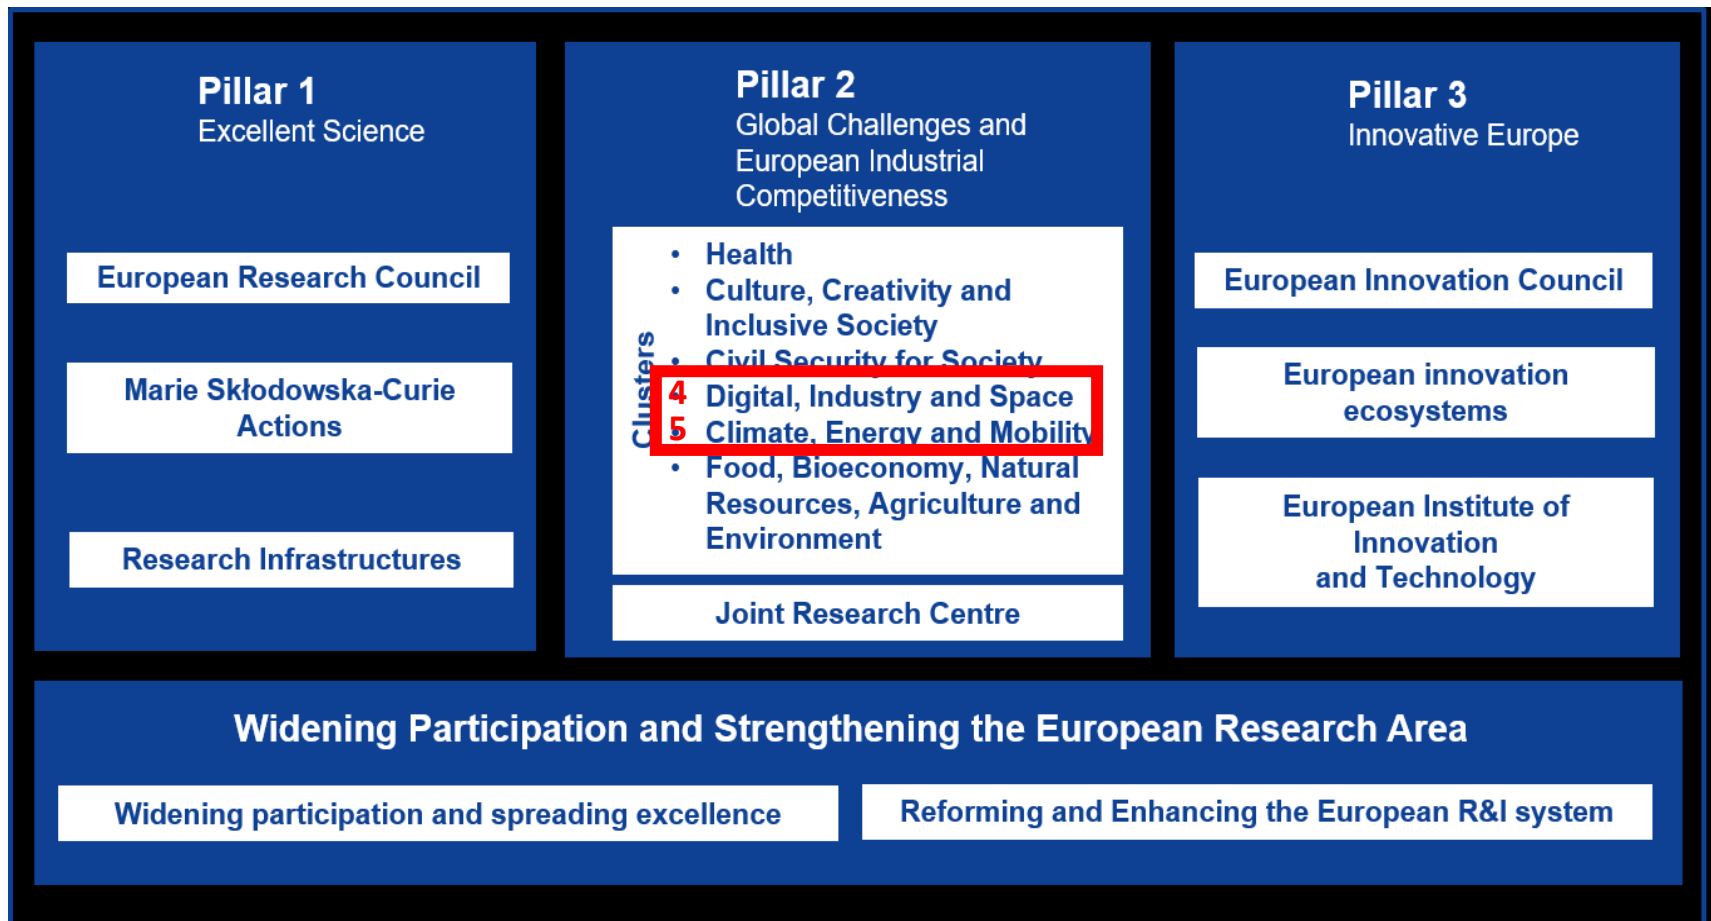 Pillar 1
Excellent Science
European Research Council
Marie Skłodowska-Curie
Actions
Research Infrastructures
Pillar 2
Global Challenges and
European Industrial
Competitiveness
Clusters
• Health
• Culture, Creativity and
Inclusive Society
• Civil Security for Society
4 Digital, Industry and Space
5 Climate, Energy and Mobility
• Food, Bioeconomy, Natural
Resources, Agriculture and
Environment
Joint Research Centre
Pillar 3
Innovative Europe
European Innovation Council
European innovation
ecosystems
European Institute of
Innovation
and Technology
Widening Participation and Strengthening the European Research Area
Widening participation and spreading excellence
Reforming and Enhancing the European R&I system